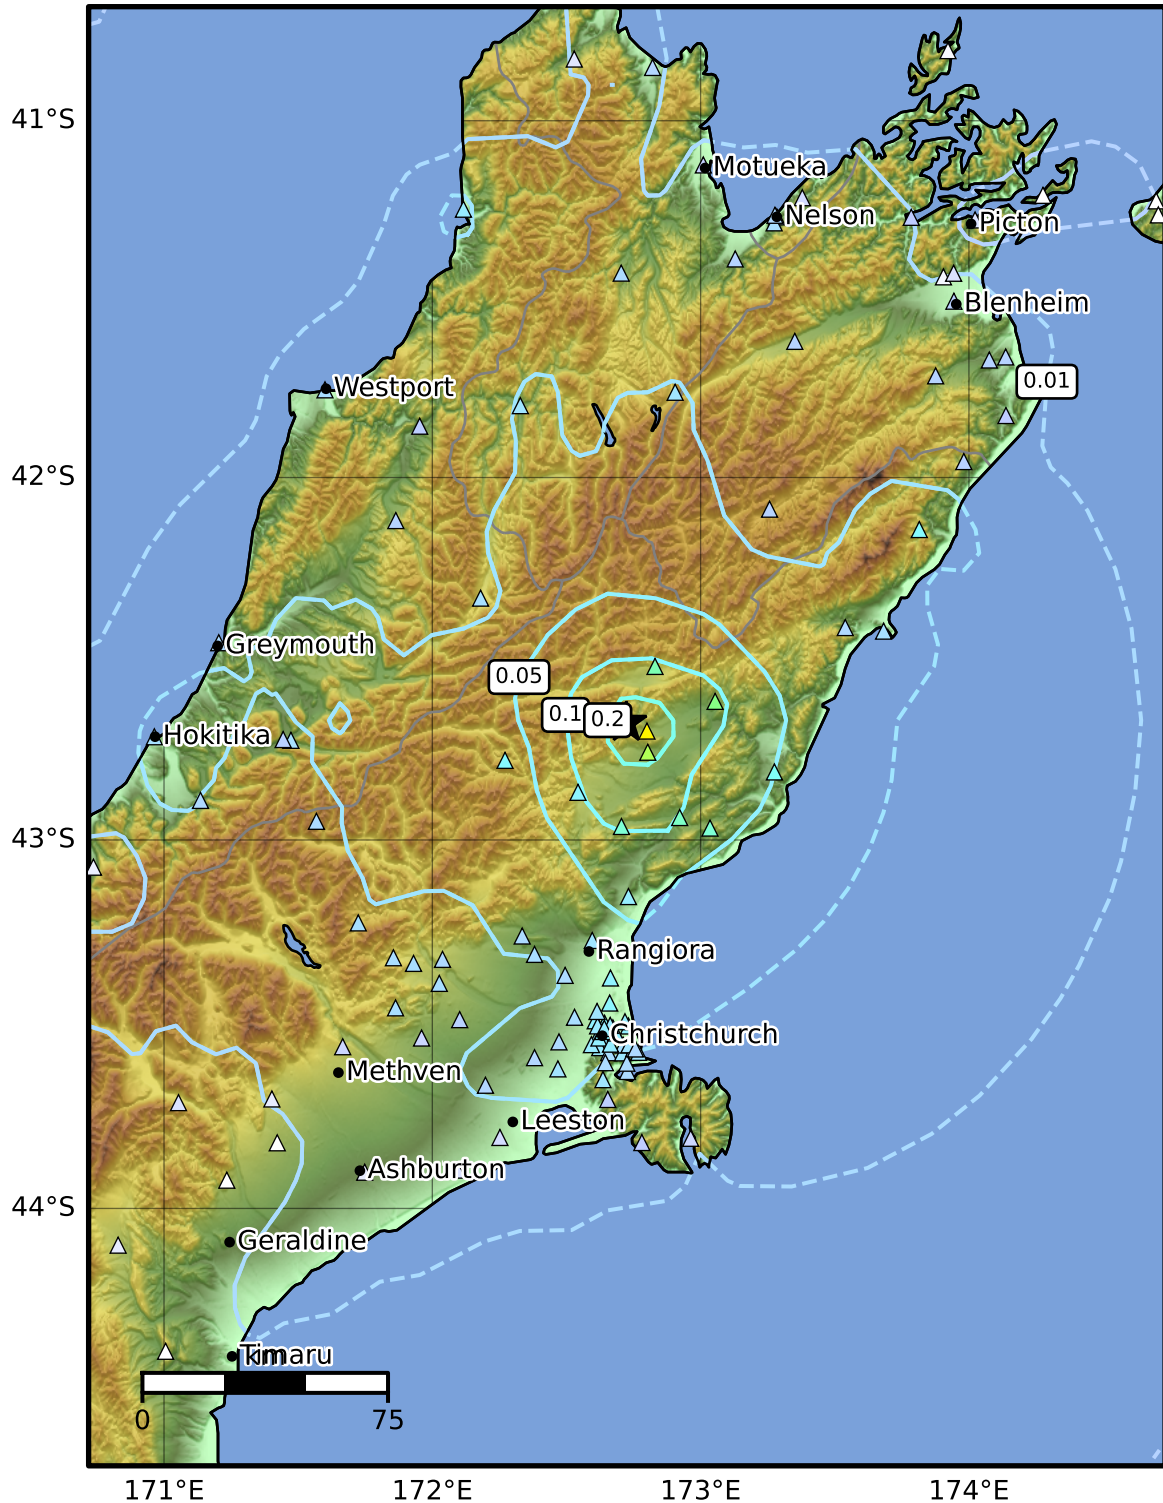 41°S
Motueka
Nelson
Picton
Blenheim
0.01
Westport
42°S
Greymouth
0.05
0.1
0.2
Hokitika
43°S
Rangiora
Christchurch
Methven
Leeston
Ashburton
44°S
Geraldine
Timaru
km
0
75
171°E
172°E
173°E
174°E